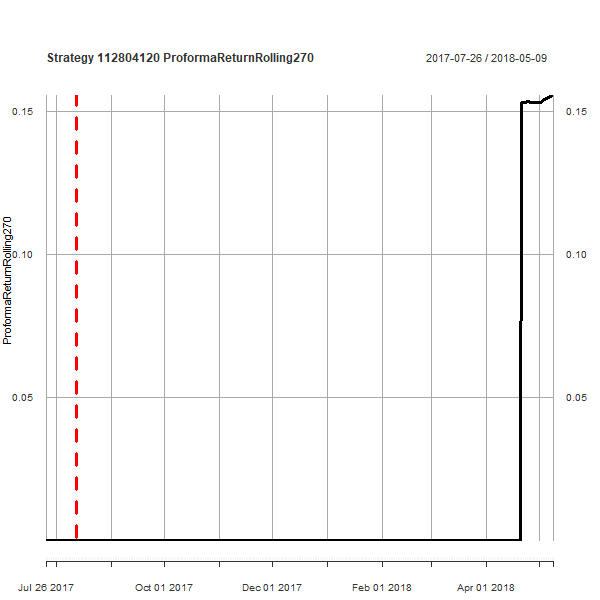 Strategy 112804120 ProformaReturnRolling270
2017-07-26 / 2018-05-09
ProformaReturnRolling270
0.15
0.15
0.10
0.10
0.05
0.05
Jul 26 2017
Oct 01 2017
Dec 01 2017
Feb 01 2018
Apr 01 2018